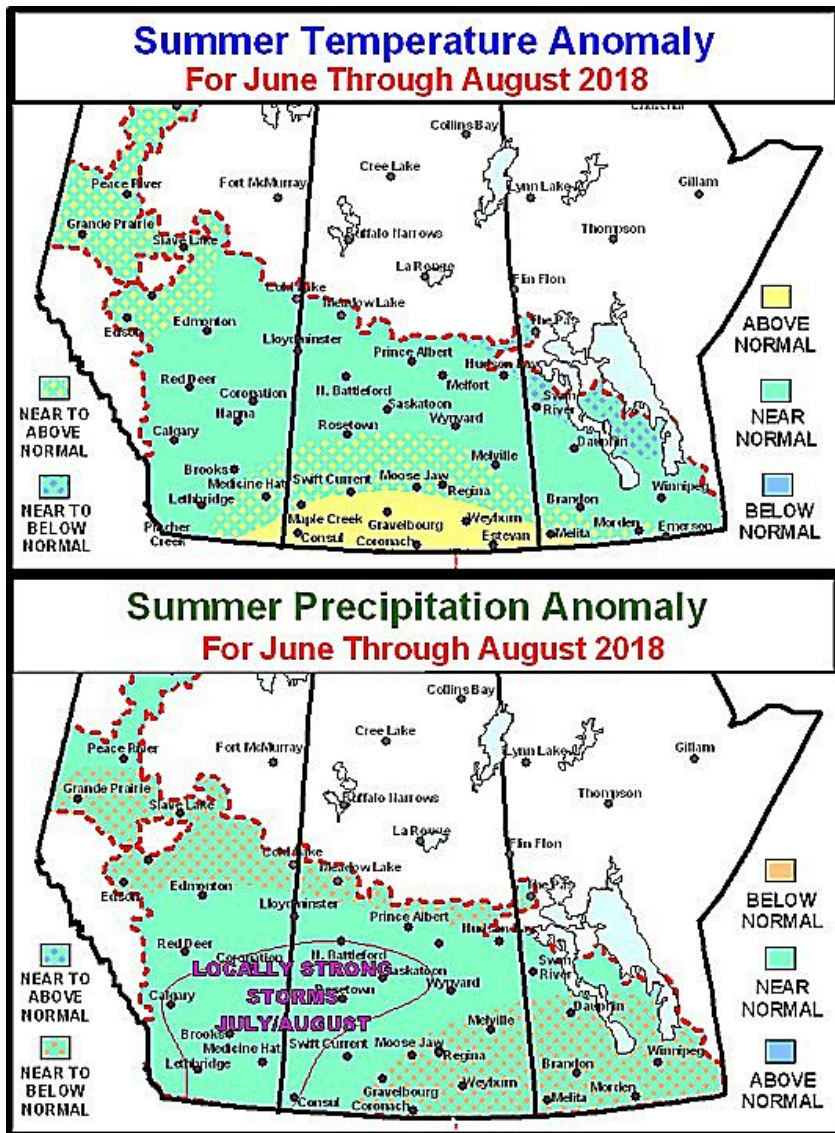 Summer Temperature Anomaly
For June Through August 2018
Collins Bay
Cree Lake
Fort McMurray
Lynn Lake
Gillam
Peace River
Grande Prairie
Slave Lake
Buffalo Narrows
Thompson
La Ronge
Flin Flon
Cold Lake
Meadow Lake
The Pas
Edson
Edmonton
Lloydminster
Prince Albert
Hudson Bay
Red Deer
Coronation
N. Battleford
Melfort
Hanna
Saskatoon
Swan
River
Calgary
Rosetown
Wynyard
Dauphin
Brooks
Melville
Medicine Hat
Swift Current
Moose Jaw
Regina
Lethbridge
Brandon
Winnipeg
Maple Creek
Gravelbourg
Weyburn
Morden
Emerson
Pincher
Creek
Consul
Coronach
Estevan
Melita
NEAR TO
ABOVE
NORMAL
NEAR TO
BELOW
NORMAL
ABOVE
NORMAL
NEAR
NORMAL
BELOW
NORMAL
Summer Precipitation Anomaly
For June Through August 2018
Collins Bay
Cree Lake
Fort McMurray
Lynn Lake
Gillam
Peace River
Grande Prairie
Slave Lake
Buffalo Narrows
Thompson
La Ronge
Flin Flon
Cold Lake
Meadow Lake
The Pas
Edson
Edmonton
Lloydminster
Prince Albert
Red Deer
Coronation
N. Battleford
Hudson Bay
LOCALLY STRONG
STORMS
JULY/AUGUST
Saskatoon
Swan
River
Calgary
Rosetown
Wynyard
Dauphin
Brooks
Melville
Medicine Hat
Swift Current
Moose Jaw
Regina
Lethbridge
Brandon
Winnipeg
Gravelbourg
Weyburn
Consul
Coronach
Melita
Morden
NEAR TO
ABOVE
NORMAL
NEAR TO
BELOW
NORMAL
BELOW
NORMAL
NEAR
NORMAL
ABOVE
NORMAL